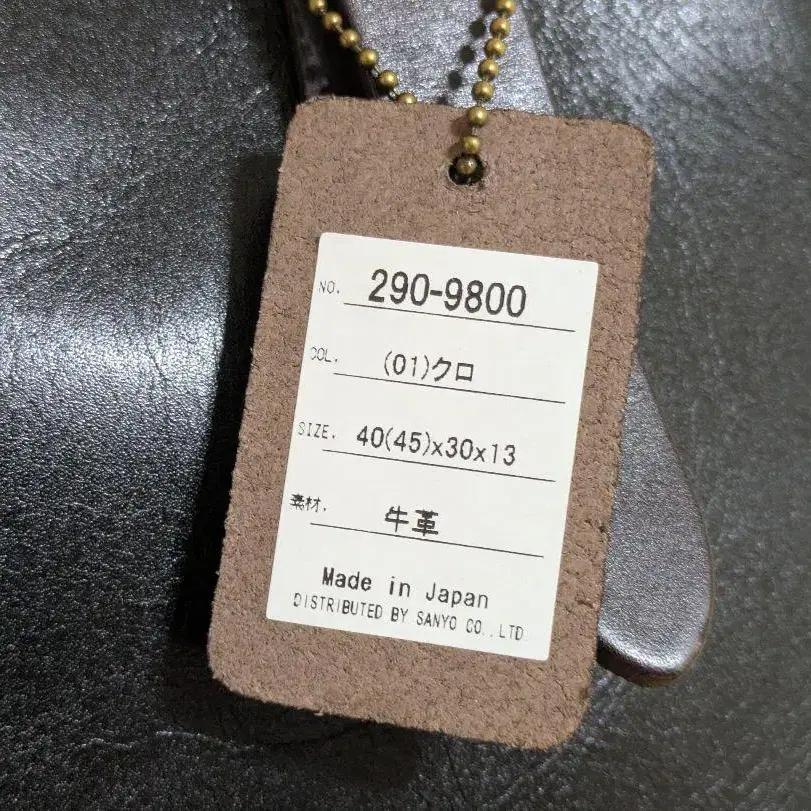 NO. 290-9800
COL. (01)クロ
SIZE. 40(45)x30x13
素材. 牛革
Made in Japan
DISTRIBUTED BY SANYO CO.,LTD